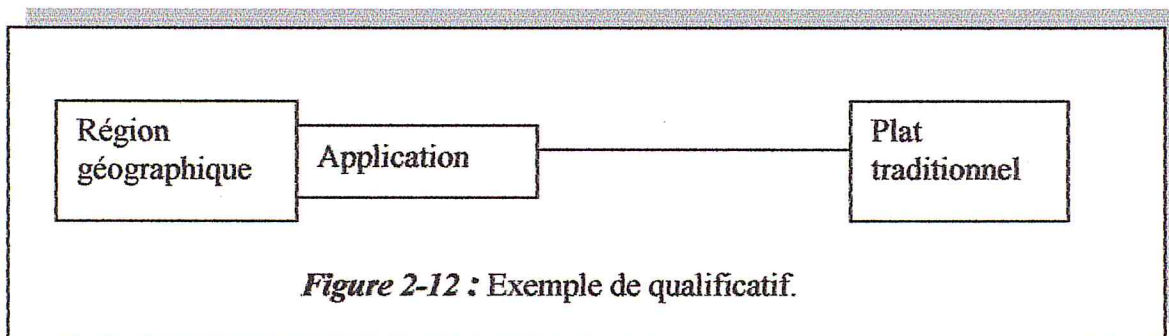 Région
géographique
Application
Plat
traditionnel
Figure 2-12 : Exemple de qualificatif.